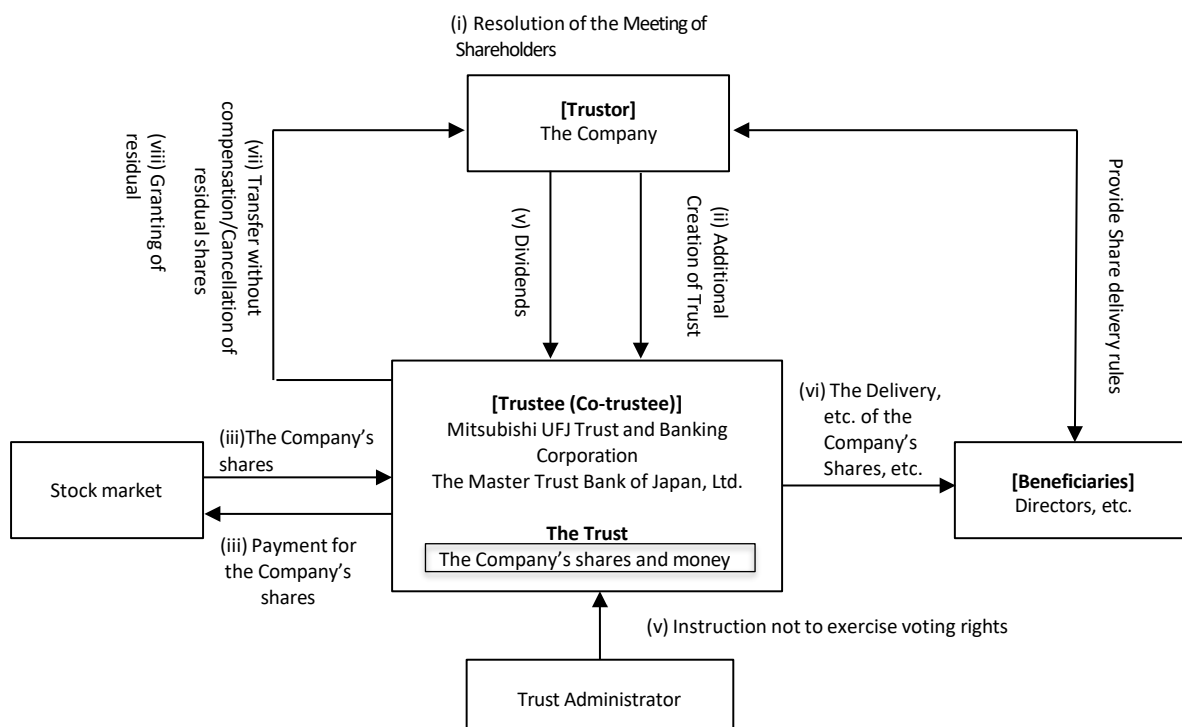 (i) Resolution of the Meeting of
Shareholders
[Trustor]
The Company
(viii) Granting of
residual
(vii) Transfer without
compensation/Cancellation of
residual shares
(v) Dividends
(ii) Additional
Creation of Trust
Provide Share delivery rules
[Trustee (Co-trustee)]
Mitsubishi UFJ Trust and Banking
Corporation
The Master Trust Bank of Japan, Ltd.
The Trust
The Company’s shares and money
(iii)The Company’s
shares
Stock market
(iii) Payment for
the Company’s
shares
(vi) The Delivery,
etc. of the
Company’s
Shares, etc.
[Beneficiaries]
Directors, etc.
(v) Instruction not to exercise voting rights
Trust Administrator